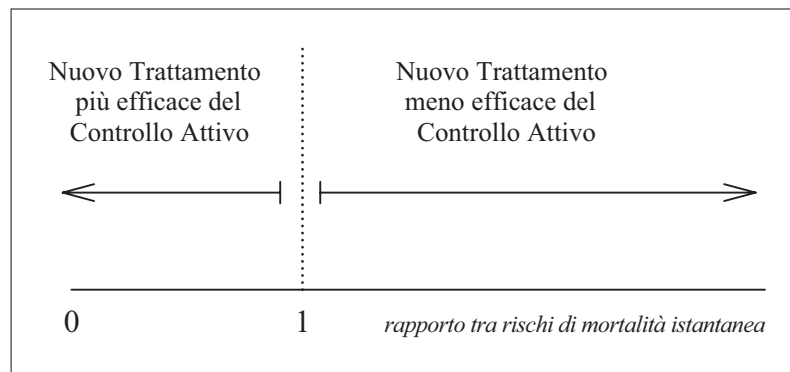 Nuovo Trattamento
più efficace del
Controllo Attivo
Nuovo Trattamento
meno efficace del
Controllo Attivo
0
1
rapporto tra rischi di mortalità istantanea